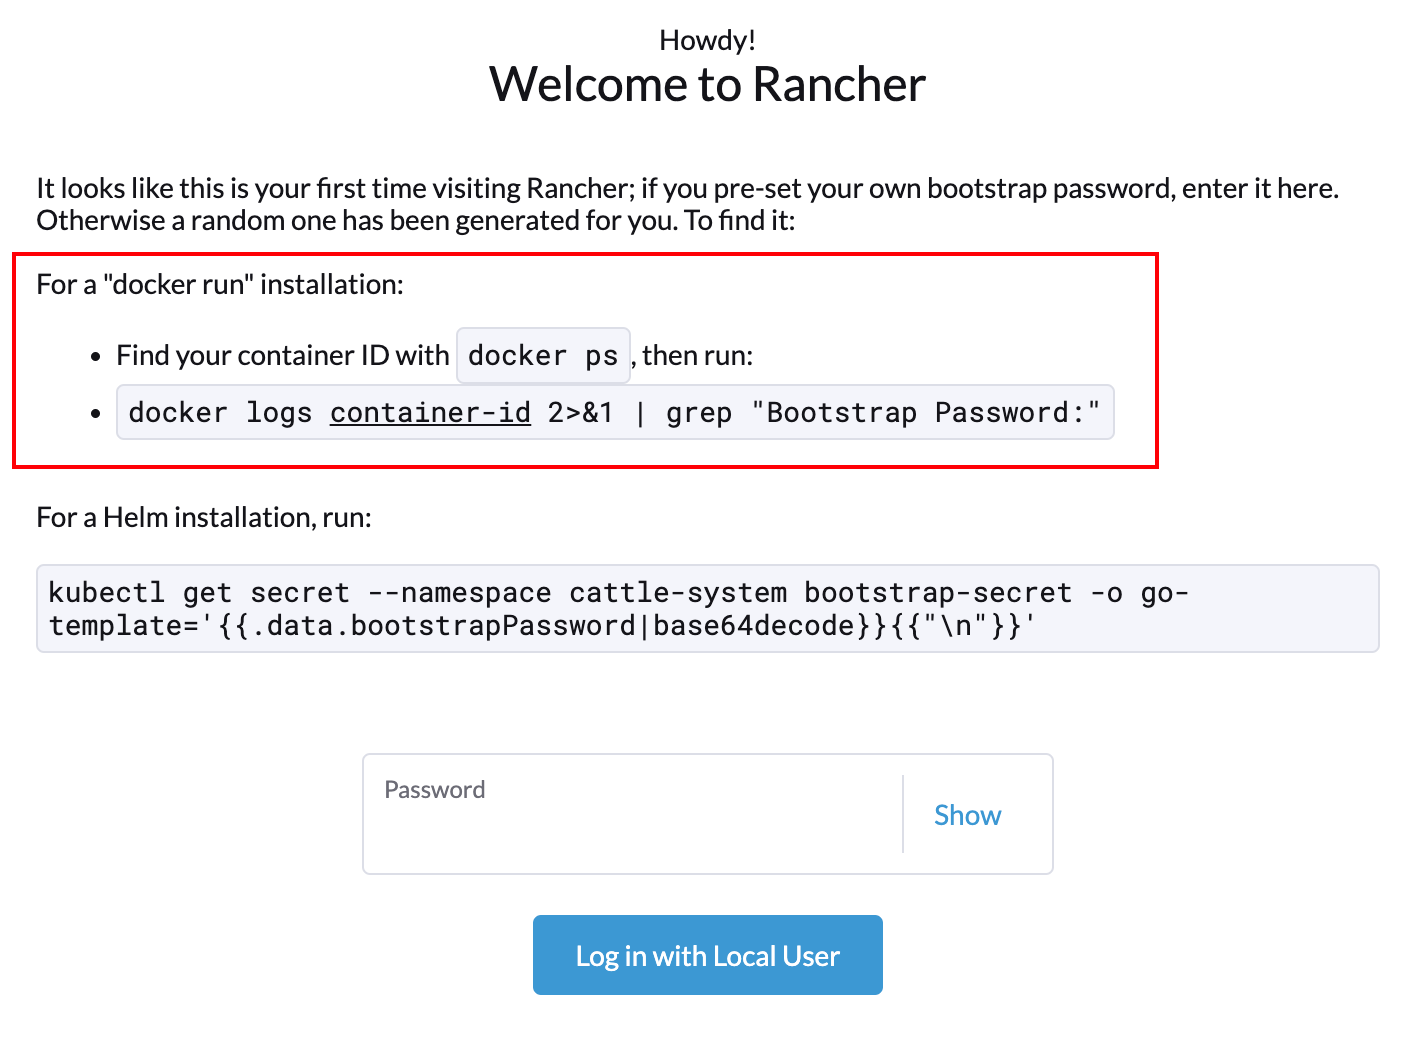 Howdy!
Welcome to Rancher
It looks like this is your first time visiting Rancher; if you pre-set your own bootstrap password, enter it here.
Otherwise a random one has been generated for you. To find it:
For a "docker run" installation:
• Find your container ID with docker ps, then run:
• docker logs container-id 2>&1 | grep "Bootstrap Password:"
For a Helm installation, run:
kubectl get secret --namespace cattle-system bootstrap-secret -o go-
template='{{.data.bootstrapPassword|base64decode}}{{"\n"}}'
Password
Show
Log in with Local User